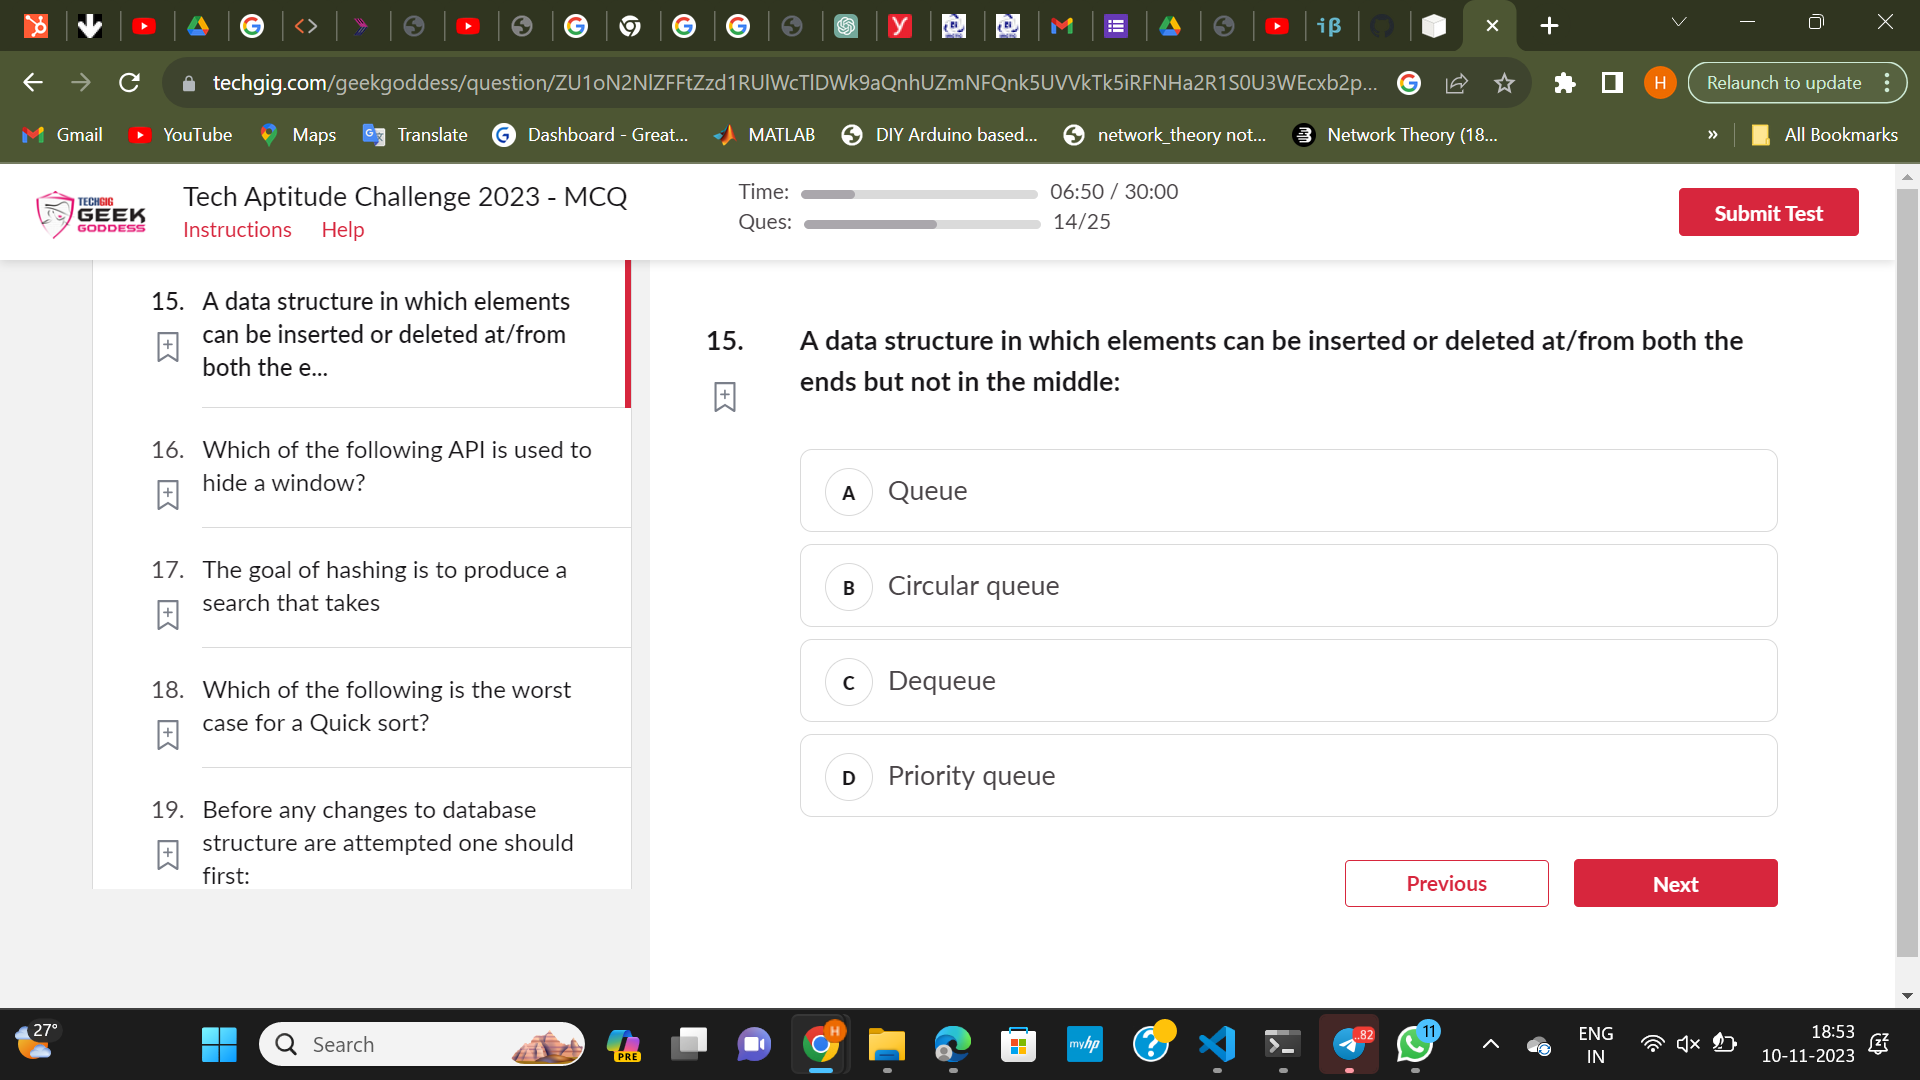 techgig.com/geekgoddess/question/ZU1oN2NlZFFtZzd1RUlWcTlDWk9aQnhUZmNFQnk5UVVkTk5iRFNHa2R1S0U3WEcxb2p...
H
Relaunch to update
Gmail
YouTube
Maps
Translate
Dashboard - Great...
MATLAB
DIY Arduino based...
network_theory not...
Network Theory (18...
»
All Bookmarks
TECHGIG
GEEK
GODDESS
Tech Aptitude Challenge 2023 - MCQ
Instructions Help
Time: 06:50 / 30:00
Ques: 14/25
Submit Test
15. A data structure in which elements
can be inserted or deleted at/from
both the e...
16. Which of the following API is used to
hide a window?
17. The goal of hashing is to produce a
search that takes
18. Which of the following is the worst
case for a Quick sort?
19. Before any changes to database
structure are attempted one should
first:
15. A data structure in which elements can be inserted or deleted at/from both the
ends but not in the middle:
A Queue
B Circular queue
C Dequeue
D Priority queue
Previous
Next
27°
Search
PRE
H
myhp
82
11
ENG
IN
18:53
10-11-2023